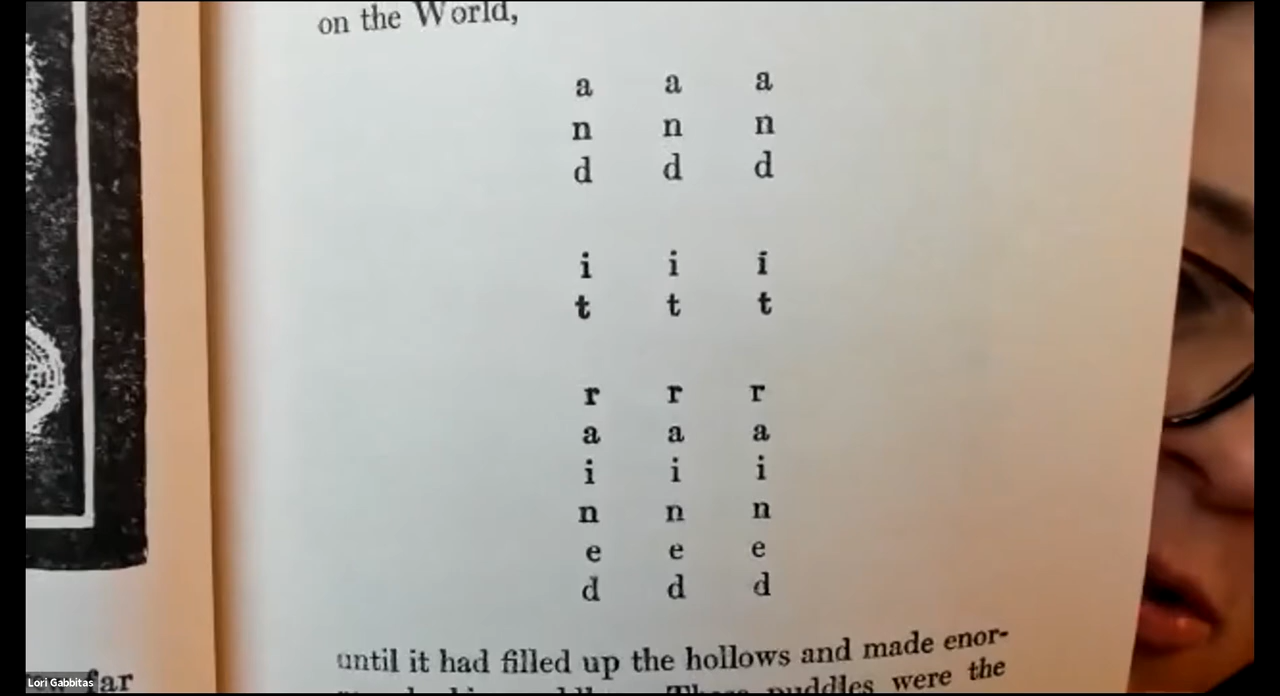 on the World,
a a a
n n n
d d d
i i i
t t t
r r r
a a a
i i i
n n n
e e e
d d d
until it had filled up the hollows and made enor-
puddles were the
far
Lori Gabbitas